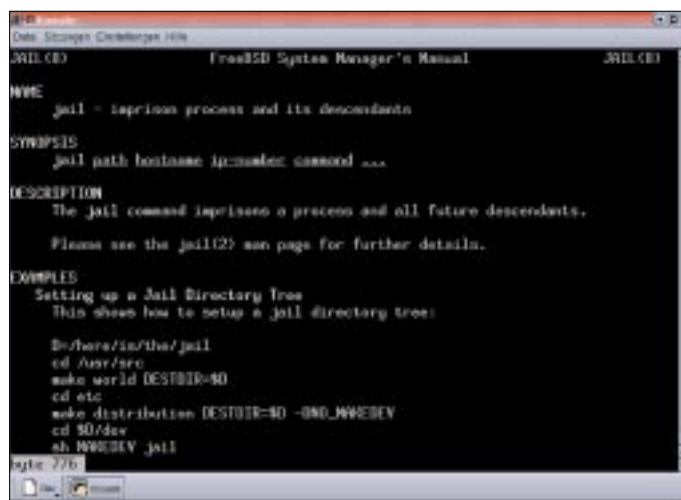 Konsole
Datei Sitzungen Einstellungen Hilfe
JAIL(8) FreeBSD System Manager's Manual JAIL(8)
NAME
jail - imprison process and its descendants
SYNOPSIS
jail path hostname ip-number command ...
DESCRIPTION
The jail command imprisons a process and all future descendants.
Please see the jail(2) man page for further details.
EXAMPLES
Setting up a Jail Directory Tree
This shows how to setup a jail directory tree:
D=/here/is/the/jail
cd /usr/src
make world DESTDIR=$D
cd etc
make distribution DESTDIR=$D -DNO_MAKEDEV
cd $D/dev
sh MAKEDEV jail
byte 776